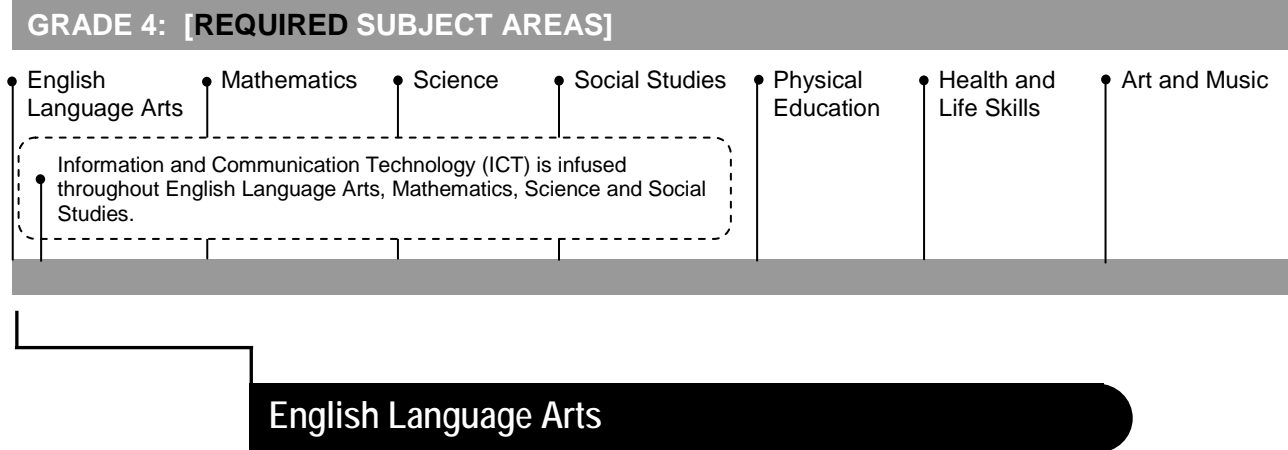 GRADE 4: [REQUIRED SUBJECT AREAS]
English
Language Arts
Mathematics
Science
Social Studies
Physical
Education
Health and
Life Skills
Art and Music
Information and Communication Technology (ICT) is infused
throughout English Language Arts, Mathematics, Science and Social
Studies.
English Language Arts